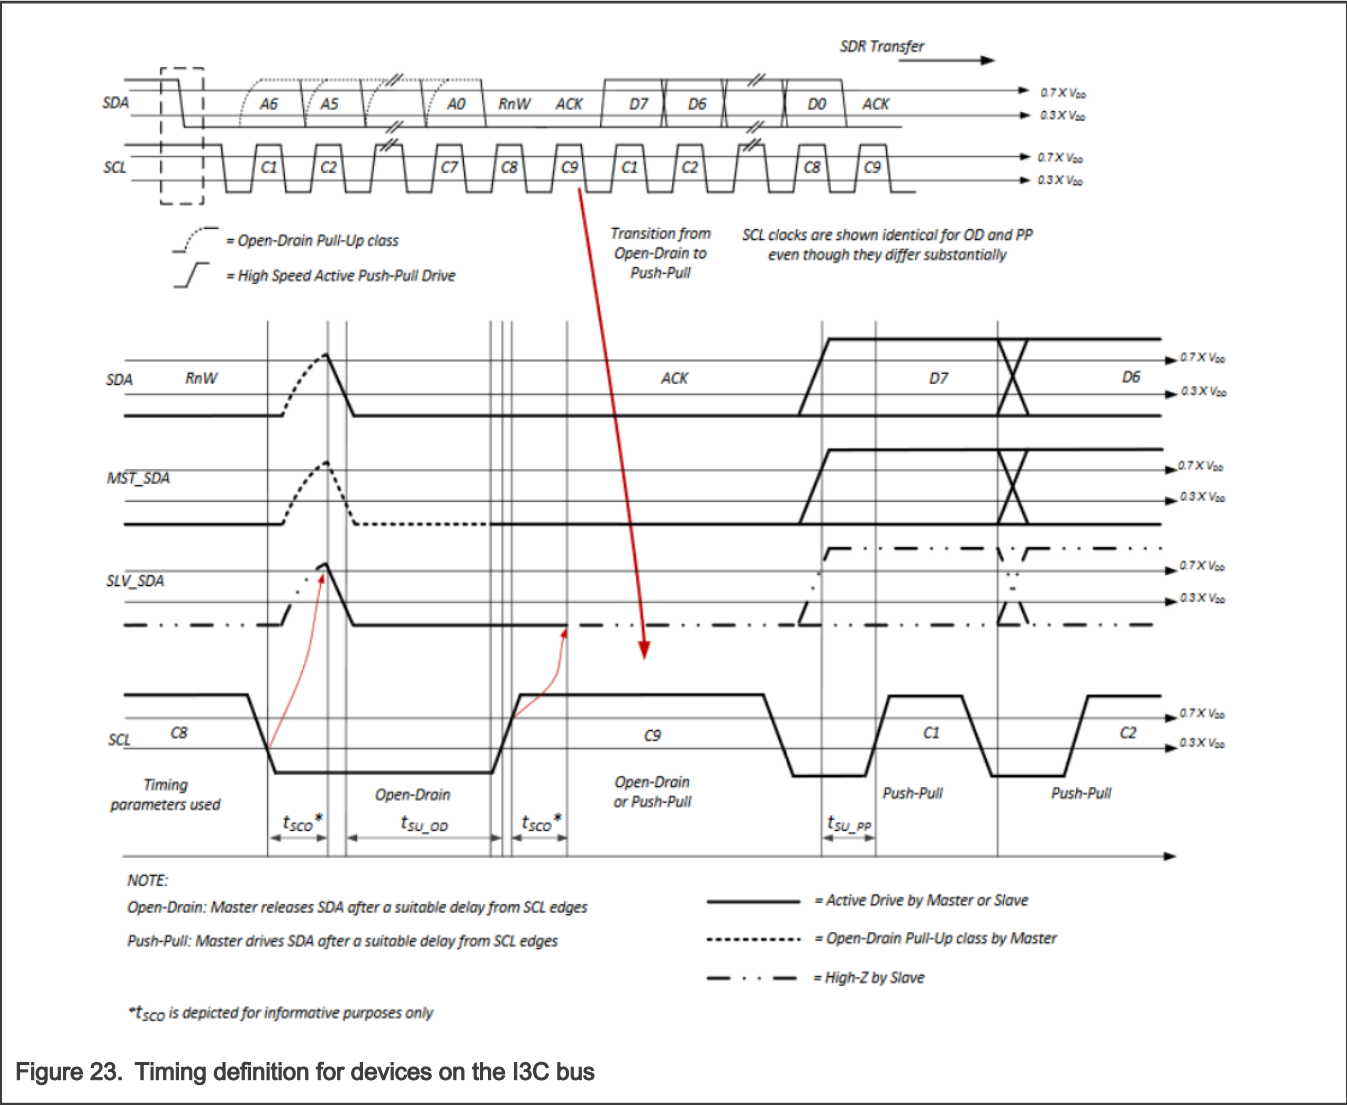 SDR Transfer
SDA
A6
A5
A0
RnW
ACK
D7
D6
D0
ACK
0.7 X VDD
0.3 X VDD
SCL
C1
C2
C7
C8
C9
C1
C2
C8
C9
0.7 X VDD
0.3 X VDD
= Open-Drain Pull-Up class
= High Speed Active Push-Pull Drive
Transition from
Open-Drain to
Push-Pull
SCL clocks are shown identical for OD and PP
even though they differ substantially
SDA
RnW
ACK
D7
D6
0.7 X VDD
0.3 X VDD
MST_SDA
0.7 X VDD
0.3 X VDD
SLV_SDA
0.7 X VDD
0.3 X VDD
SCL
C8
C9
C1
C2
0.7 X VDD
0.3 X VDD
Timing
parameters used
Open-Drain
Open-Drain
or Push-Pull
Push-Pull
Push-Pull
tSCO*
tSU_OD
tSCO*
tSU_PP
NOTE:
Open-Drain: Master releases SDA after a suitable delay from SCL edges
Push-Pull: Master drives SDA after a suitable delay from SCL edges
= Active Drive by Master or Slave
= Open-Drain Pull-Up class by Master
= High-Z by Slave
*tSCO is depicted for informative purposes only
Figure 23. Timing definition for devices on the I3C bus